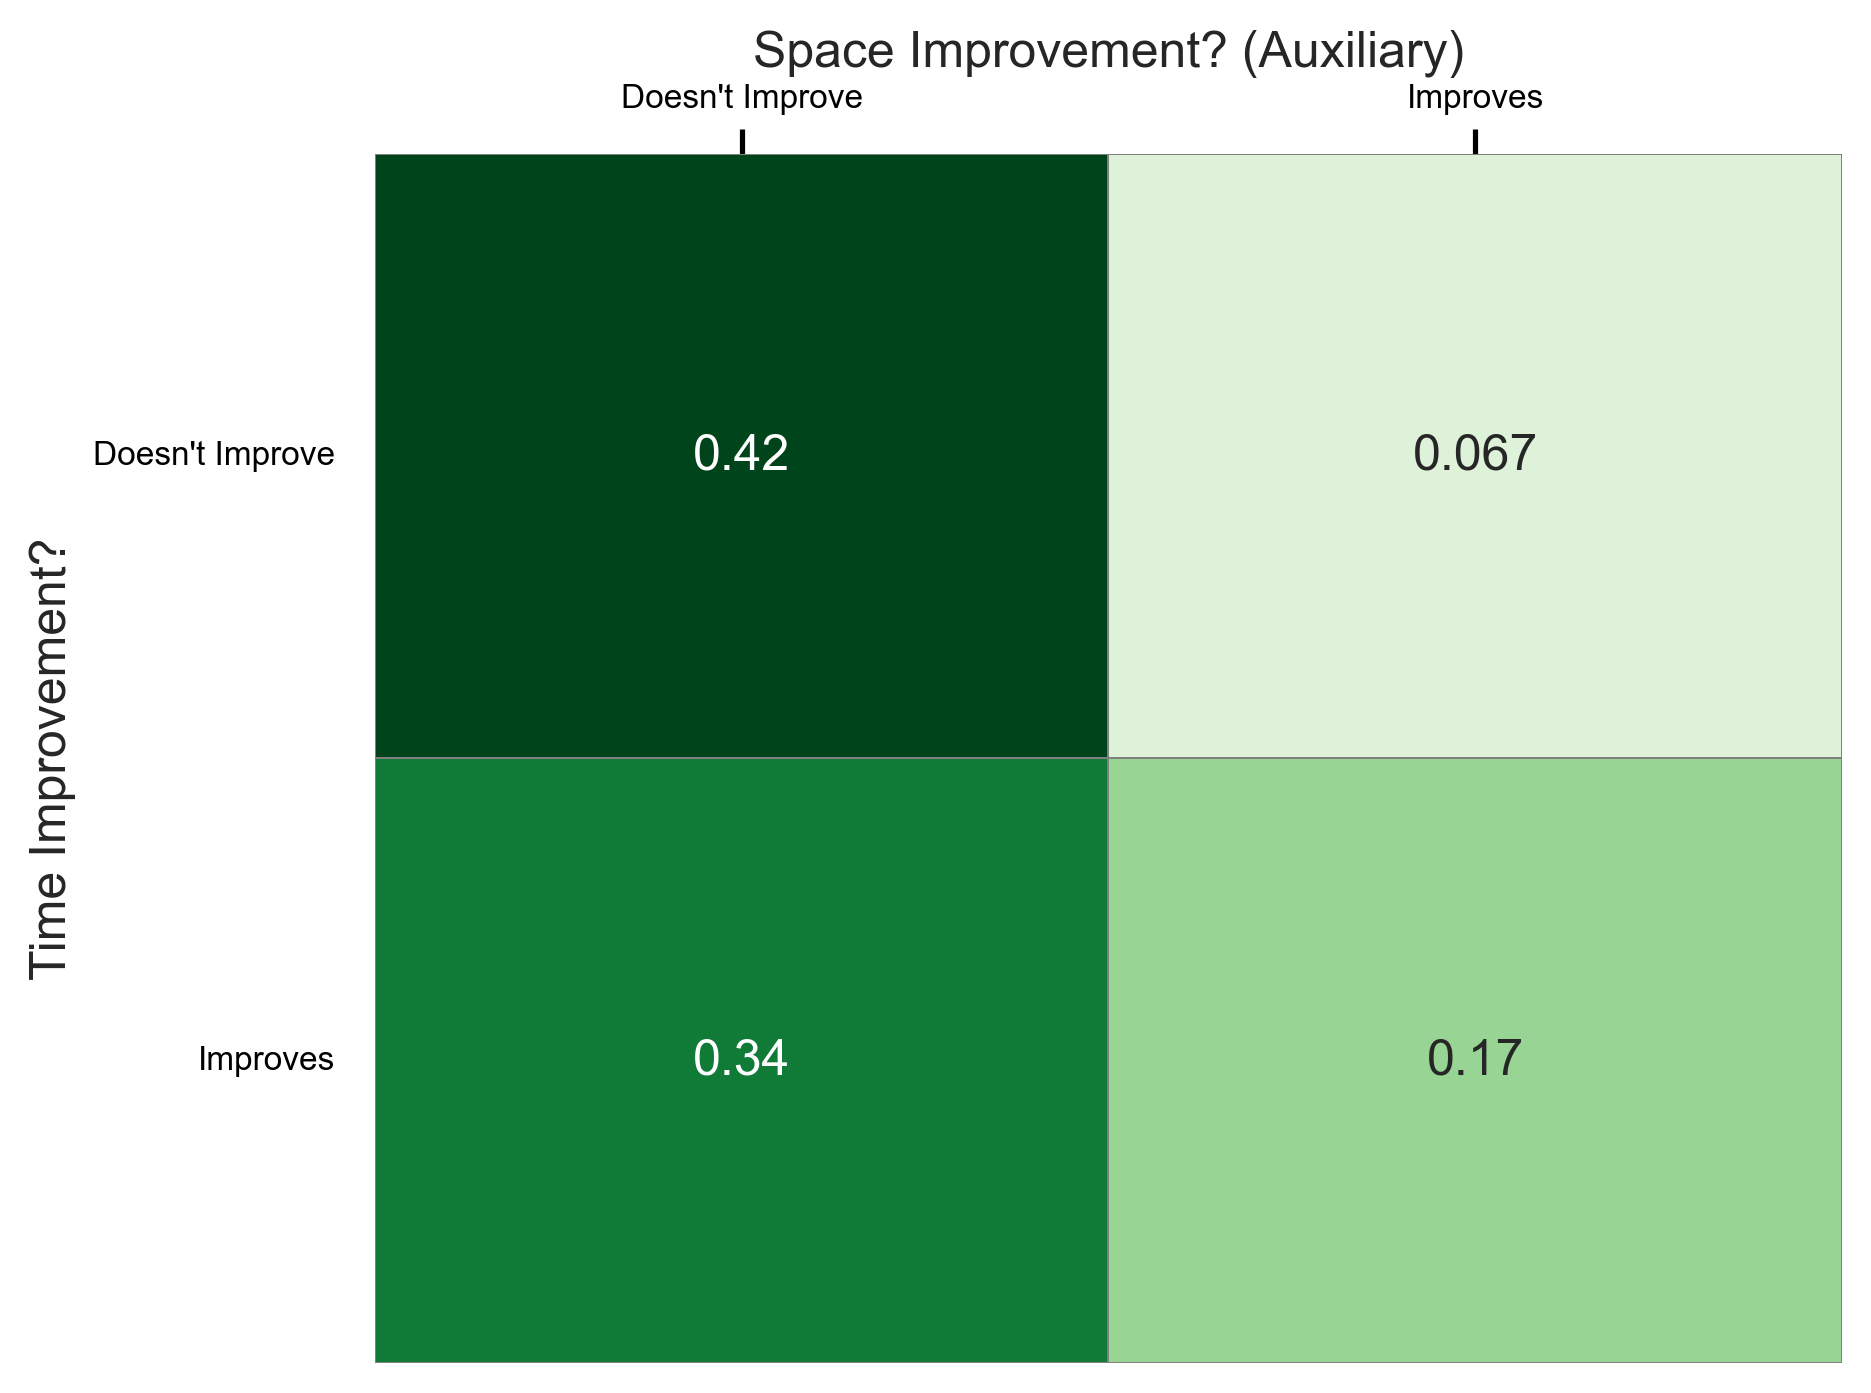 Space Improvement? (Auxiliary)
Doesn't Improve Improves
Doesn't Improve 0.42 0.067
Time Improvement?
Improves 0.34 0.17